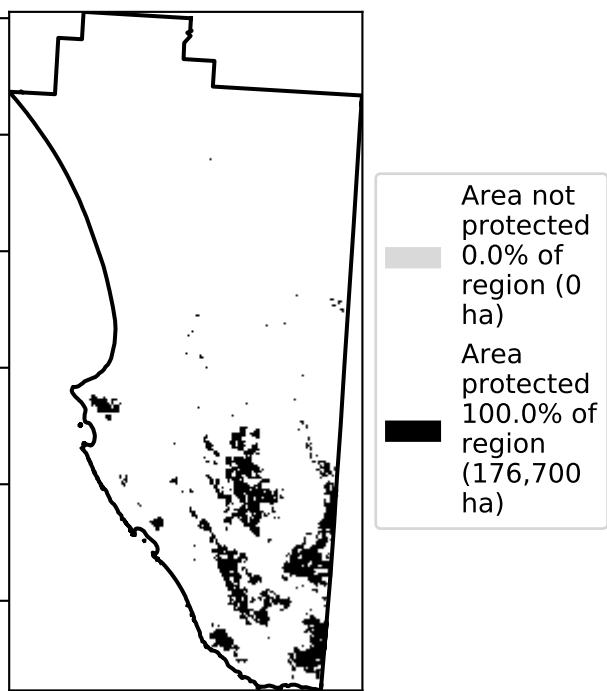 Area not
protected
0.0% of
region (0
ha)
Area
protected
100.0% of
region
(176,700
ha)